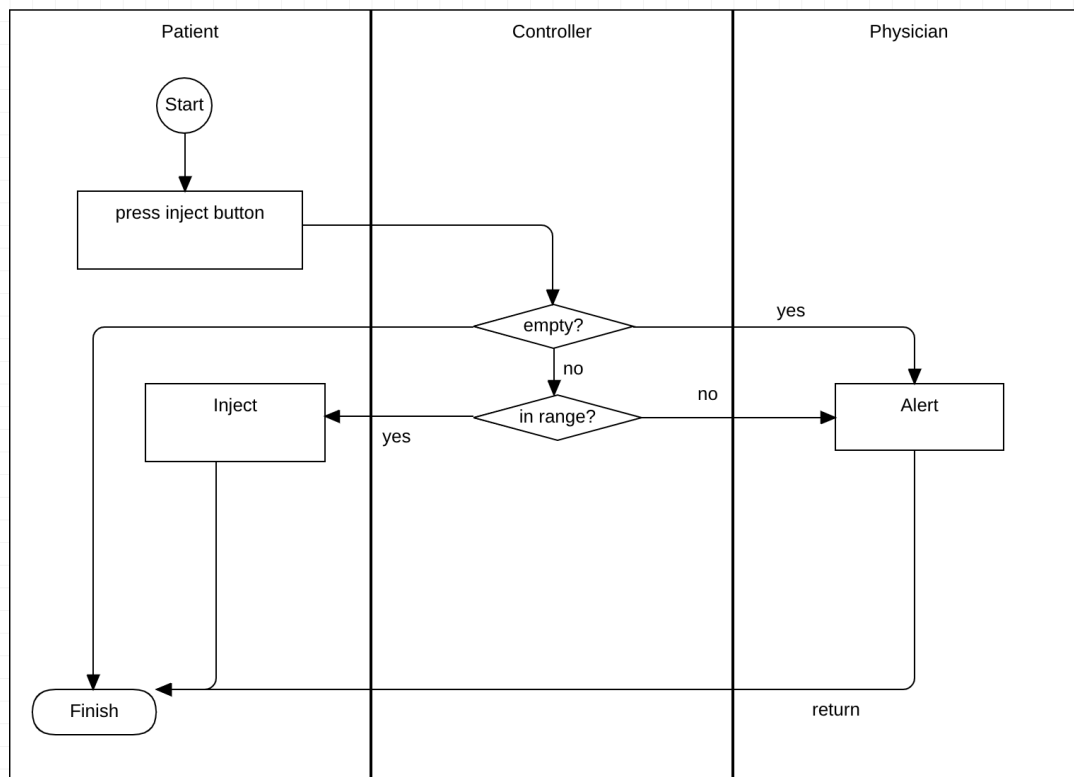 Patient
Controller
Physician
Start
press inject button
empty?
yes
no
Inject
yes
in range?
no
Alert
Finish
return